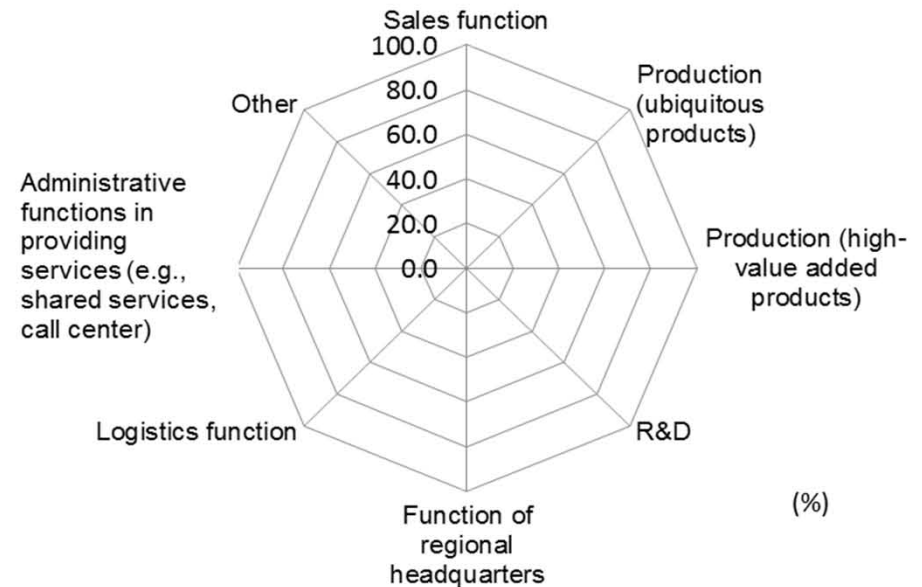 Sales function
100.0
80.0
60.0
40.0
20.0
0.0
Production
(ubiquitous
products)
Production (high-
value added
products)
R&D
Function of
regional
headquarters
Logistics function
Administrative
functions in
providing
services (e.g.,
shared services,
call center)
Other
(%)